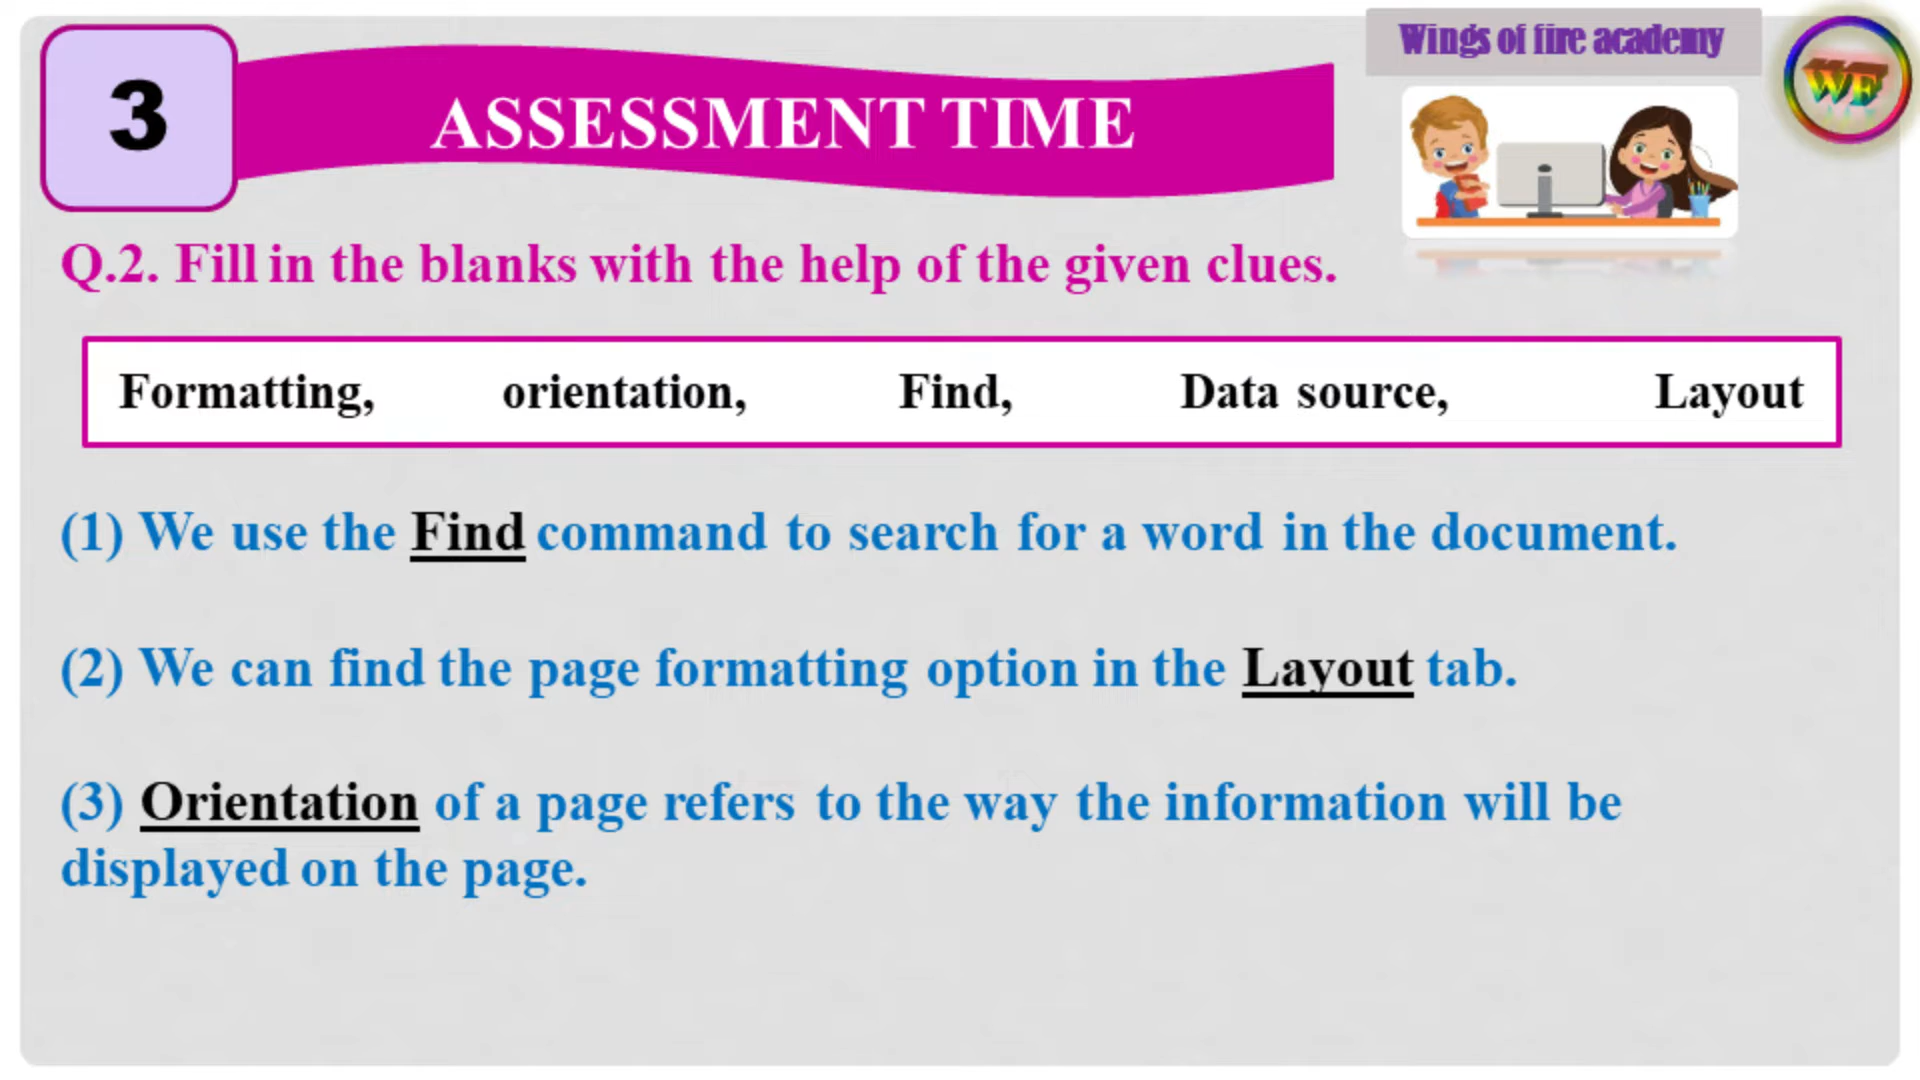 Wings of fire academy
WE
3
ASSESSMENT TIME
Q.2. Fill in the blanks with the help of the given clues.
Formatting, orientation, Find, Data source, Layout
(1) We use the Find command to search for a word in the document.
(2) We can find the page formatting option in the Layout tab.
(3) Orientation of a page refers to the way the information will be
displayed on the page.